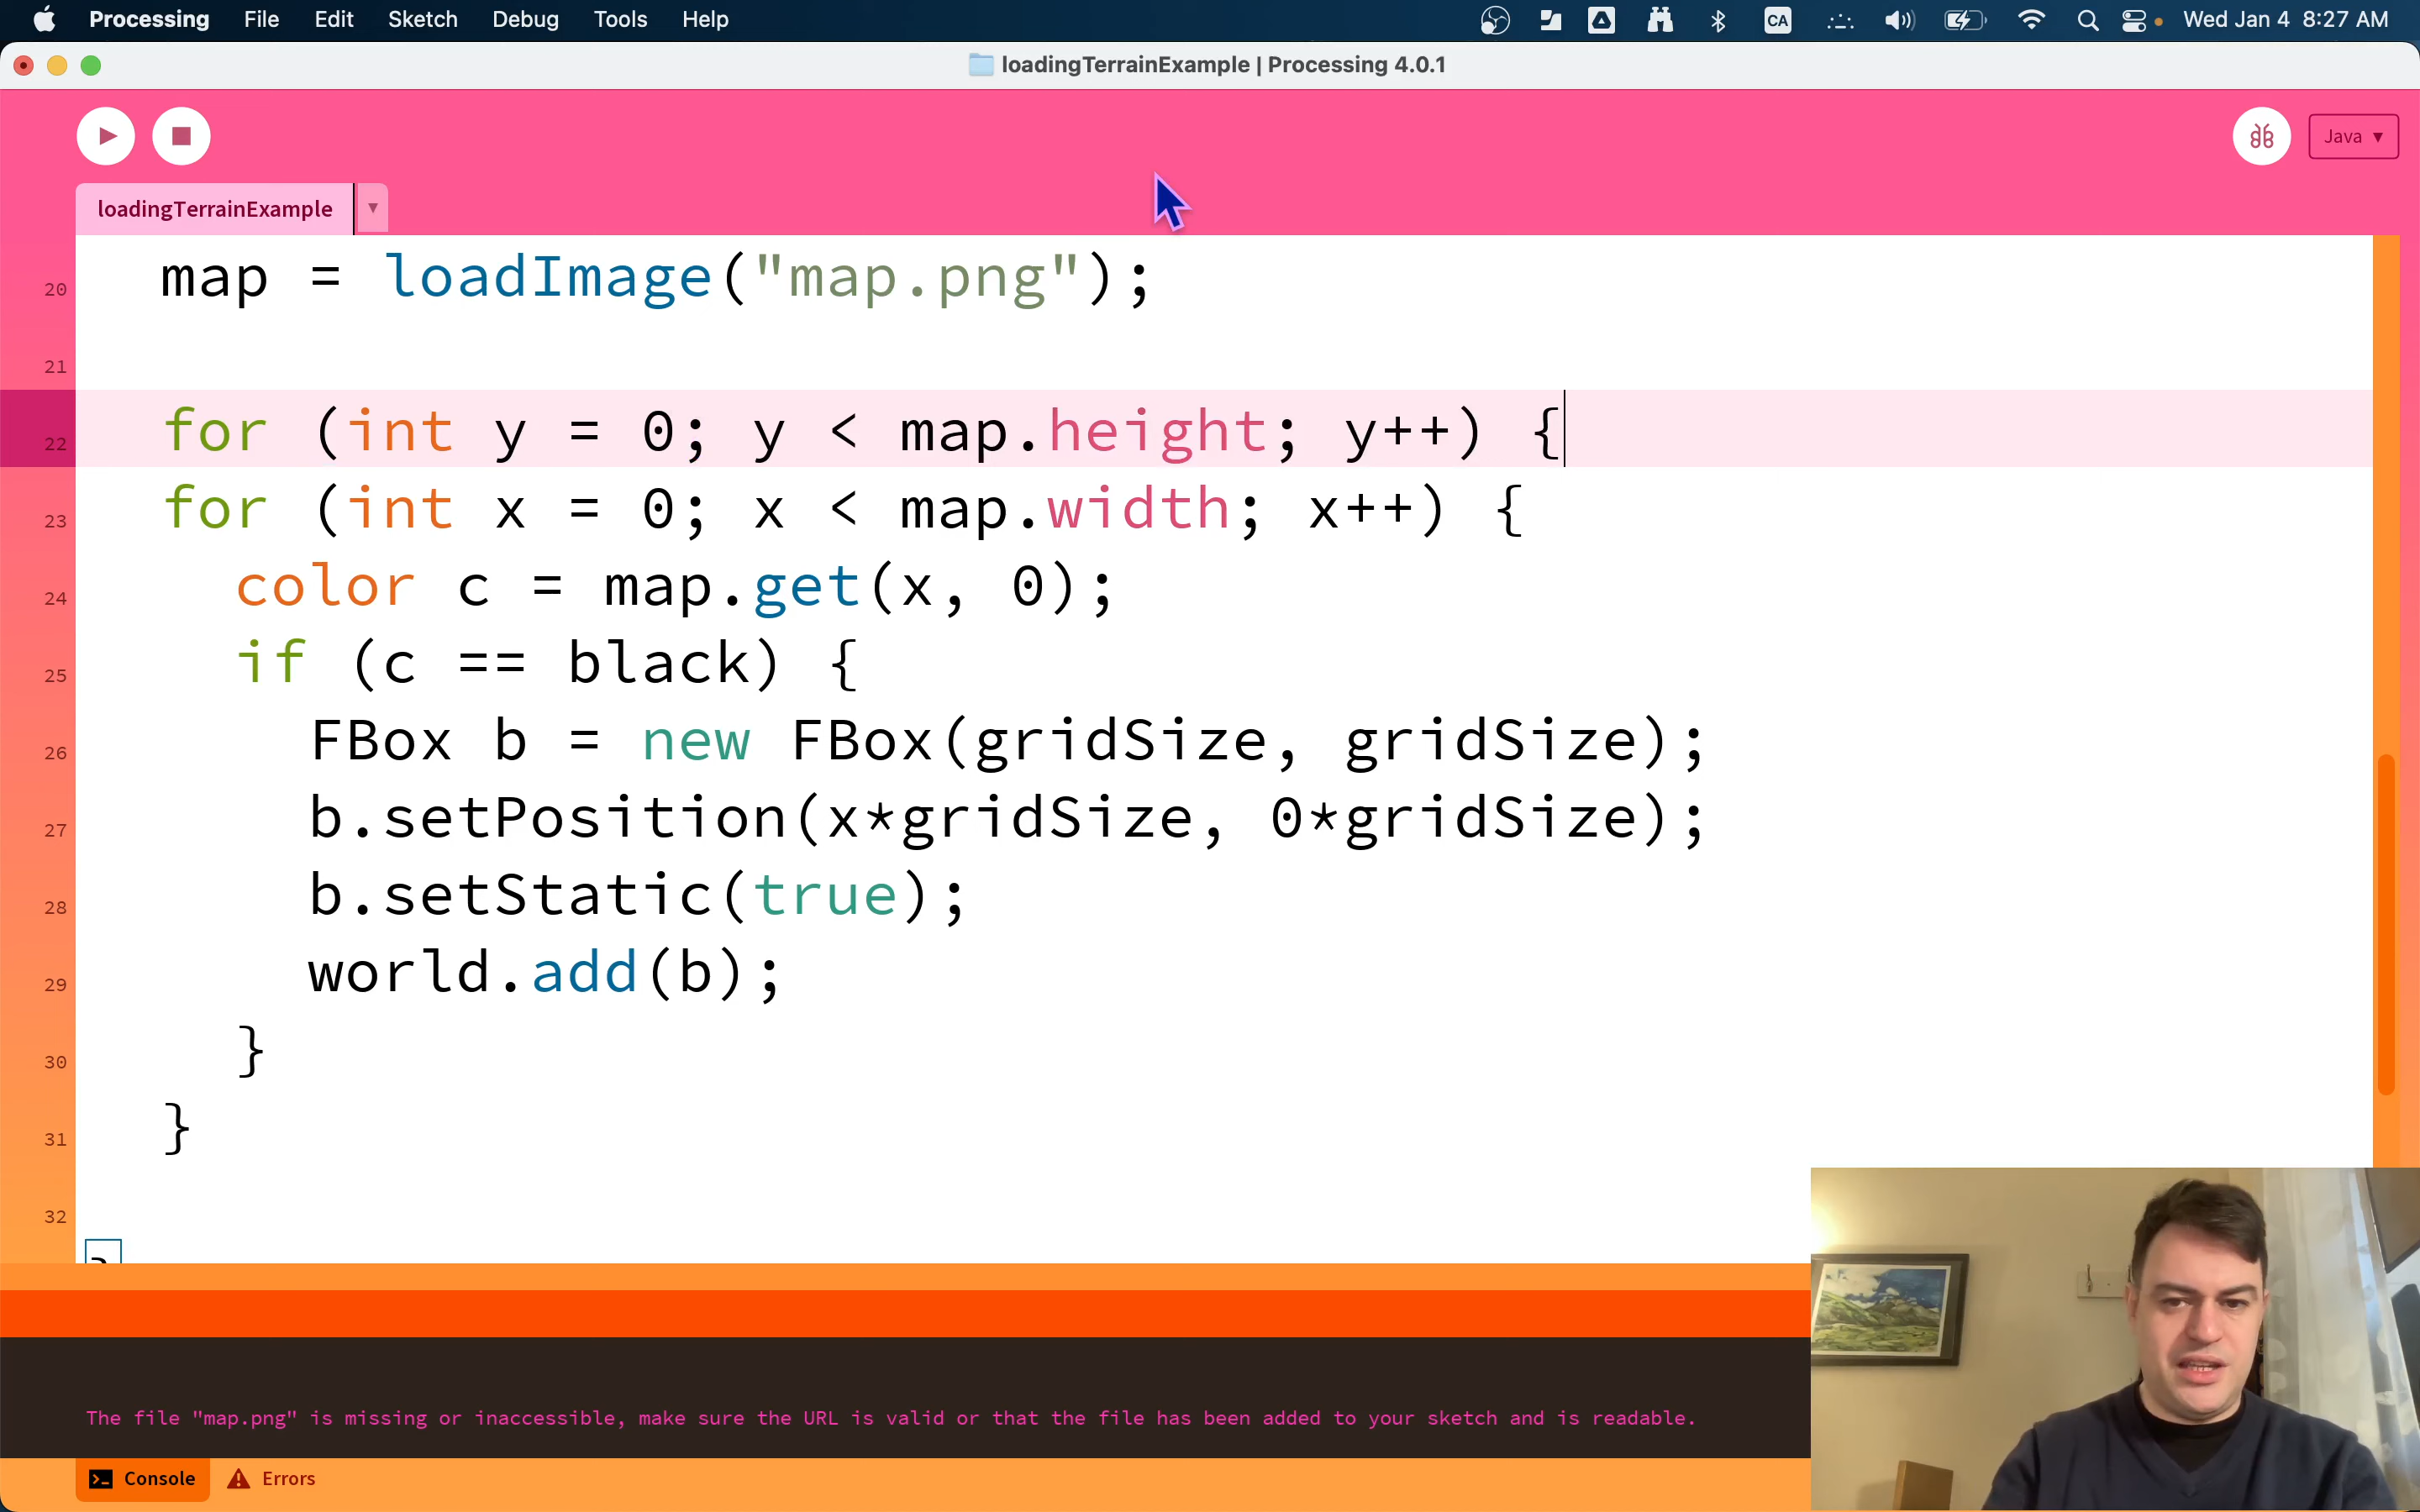 Processing File Edit Sketch Debug Tools Help CA Wed Jan 4 8:27 AM
loadingTerrainExample | Processing 4.0.1
Java ▼
loadingTerrainExample ▼
20 map = loadImage("map.png");
21
22 for (int y = 0; y < map.height; y++) {
23 for (int x = 0; x < map.width; x++) {
24 color c = map.get(x, 0);
25 if (c == black) {
26 FBox b = new FBox(gridSize, gridSize);
27 b.setPosition(x*gridSize, 0*gridSize);
28 b.setStatic(true);
29 world.add(b);
30 }
31 }
32
The file "map.png" is missing or inaccessible, make sure the URL is valid or that the file has been added to your sketch and is readable.
Console Errors